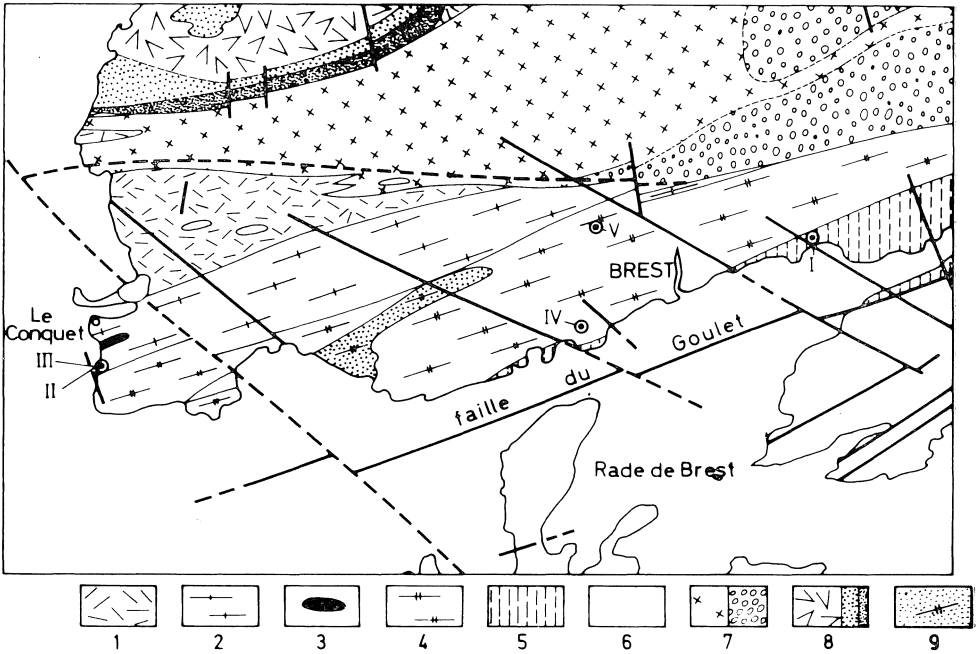 V
BREST
I
Le
Conquet
IV
III
II
faille du Goulet
Rade de Brest
1 2 3 4 5 6 7 8 9